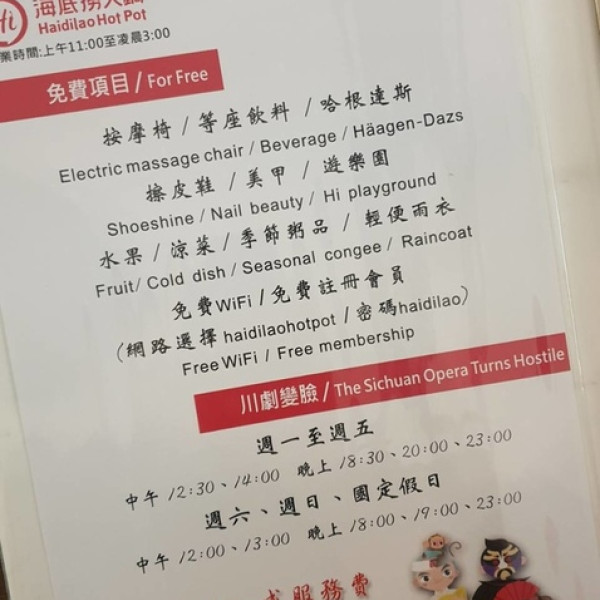 Hi 海底撈火鍋
Haidilao Hot Pot
業時間:上午11:00至凌晨3:00
免費項目 / For Free
按摩椅 / 等座飲料 / 哈根達斯
Electric massage chair / Beverage / Häagen-Dazs
擦皮鞋 / 美甲 / 遊樂園
Shoeshine / Nail beauty / Hi playground
水果 / 涼菜 / 季節粥品 / 輕便雨衣
Fruit/ Cold dish / Seasonal congee / Raincoat
免費WiFi / 免費註冊會員
(網路選擇 haidilaohotpot / 密碼haidilao)
Free WiFi / Free membership
川劇變臉 / The Sichuan Opera Turns Hostile
週一至週五
中午 12:30、14:00 晚上 18:30、20:00、23:00
週六、週日、國定假日
中午 12:00、13:00 晚上 18:00、19:00、23:00
服務費